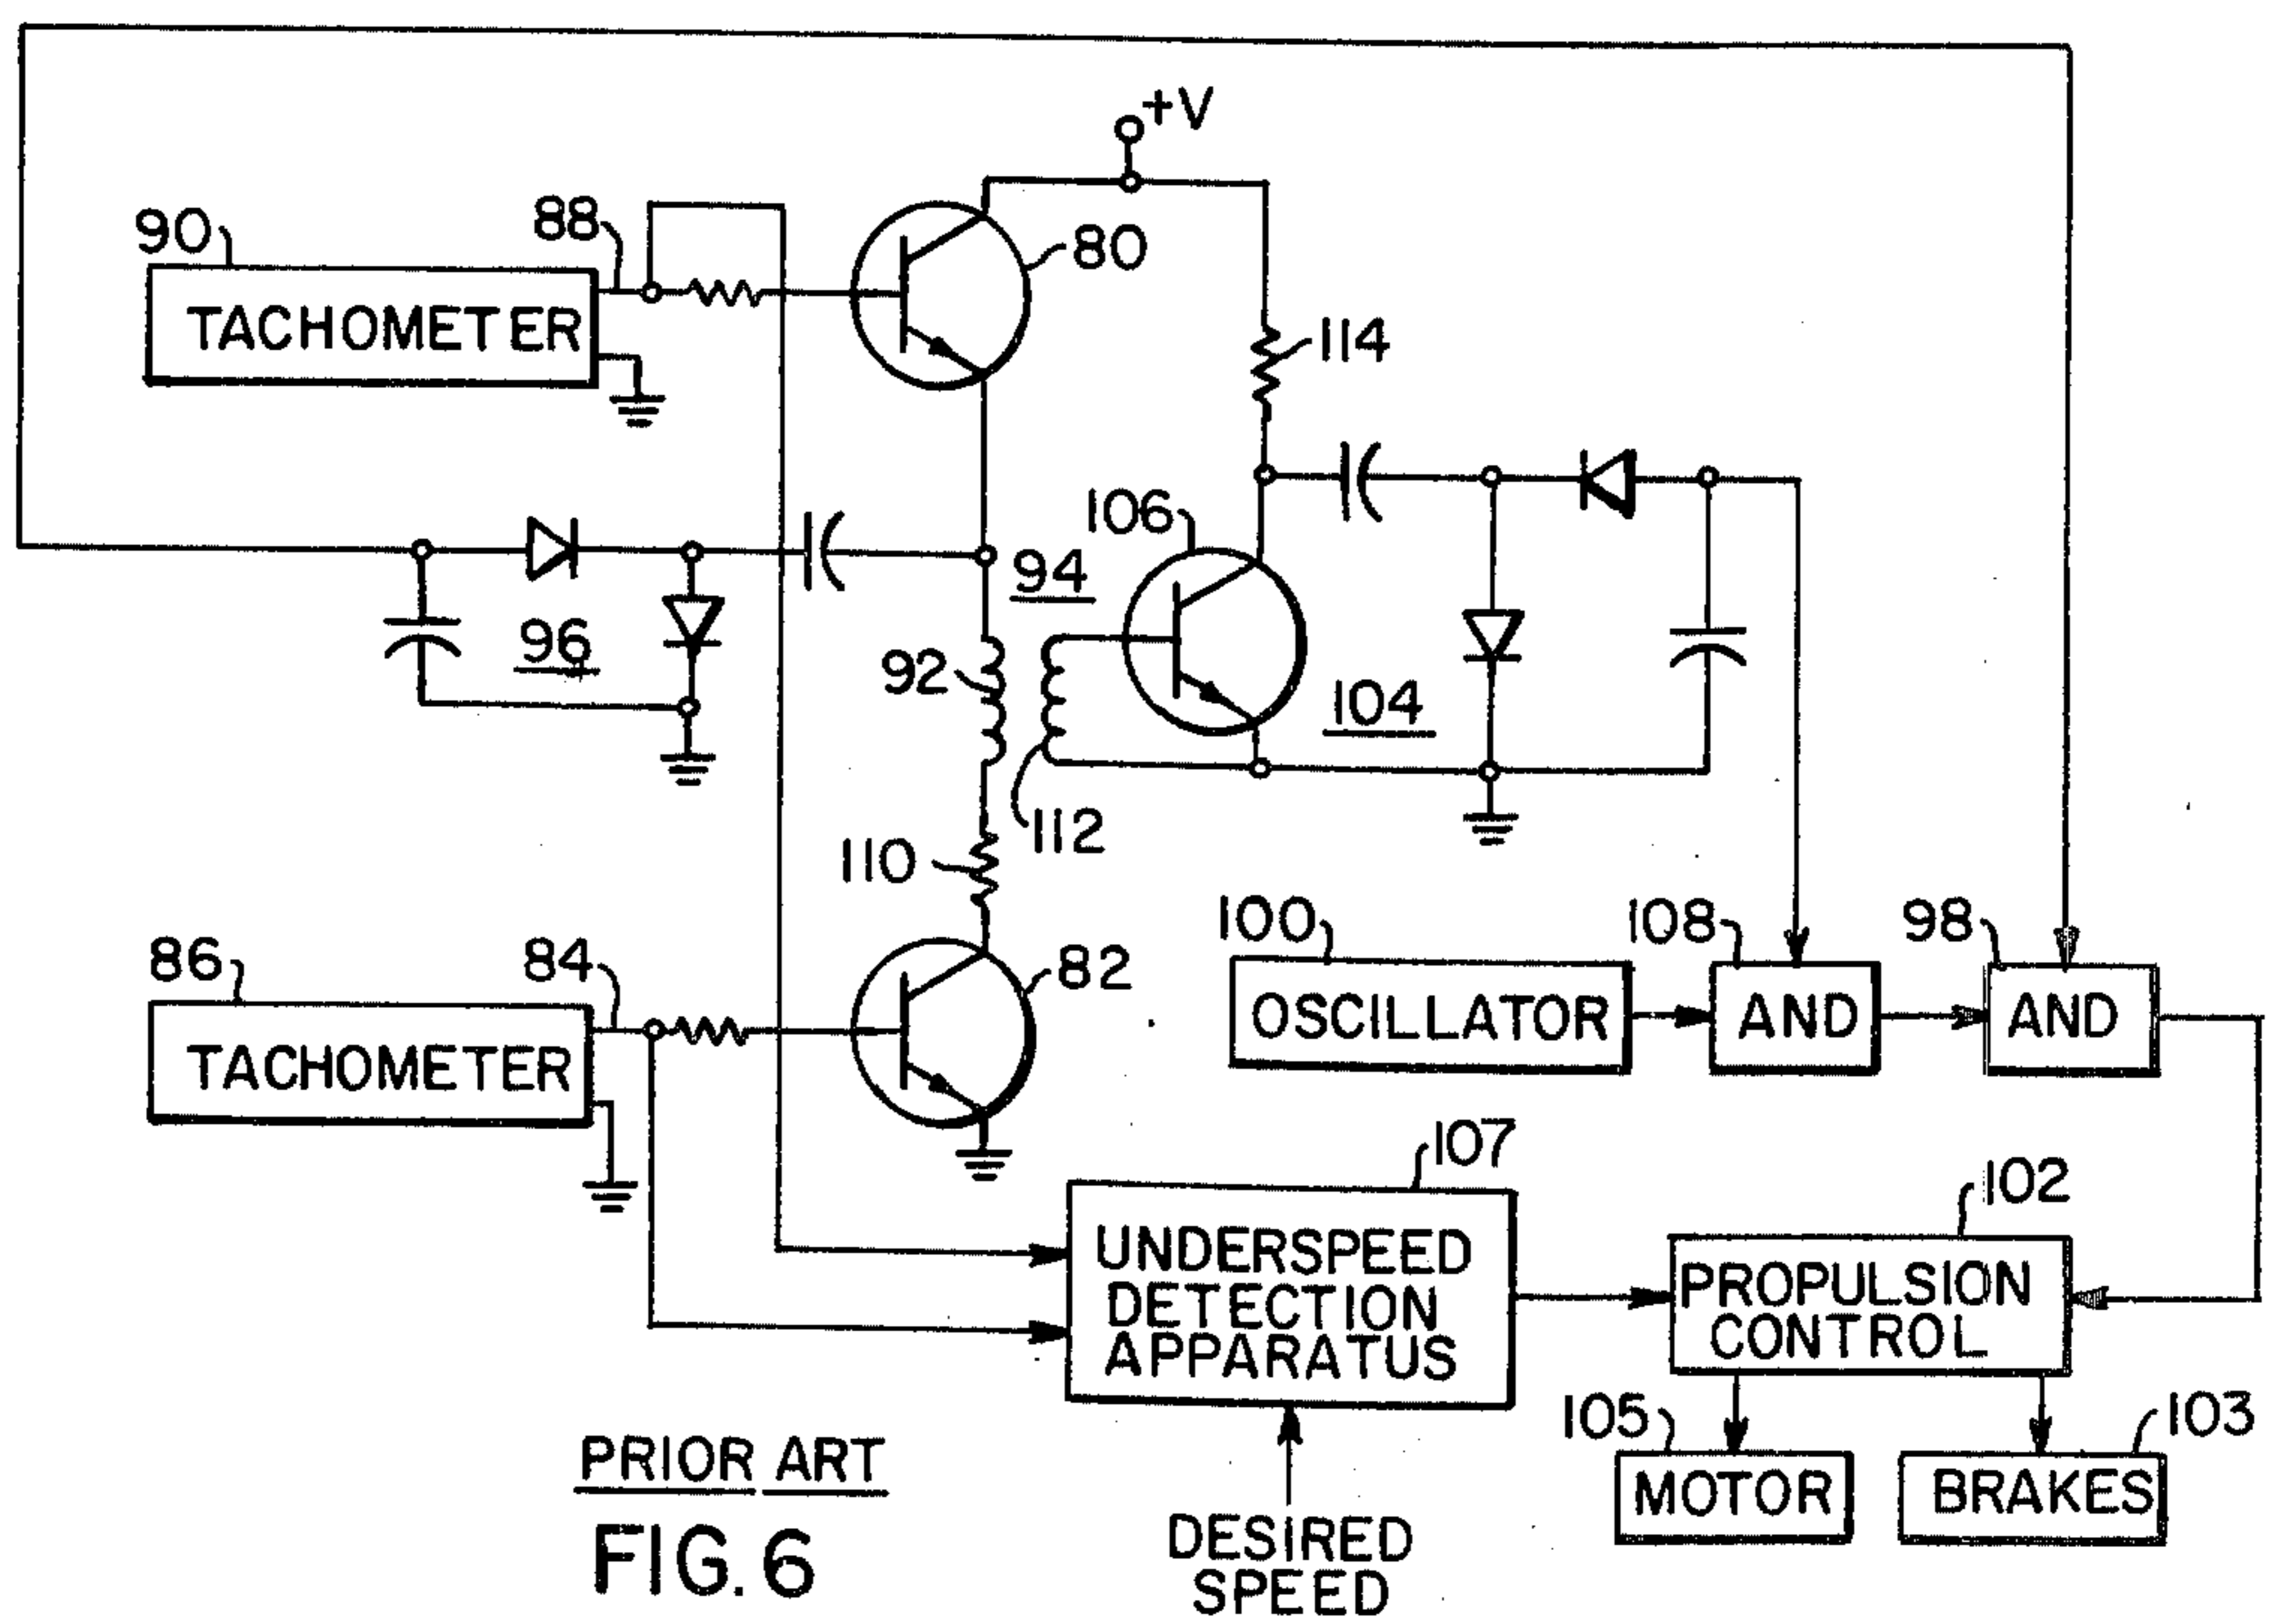 +V
90
88
80
TACHOMETER
114
106
94
96
92
104
112
110
100
108
98
86
84
82
OSCILLATOR
AND
AND
TACHOMETER
107
102
UNDERSPEED
DETECTION
APPARATUS
PROPULSION
CONTROL
105
103
MOTOR
BRAKES
PRIOR ART
DESIRED
SPEED
FIG. 6